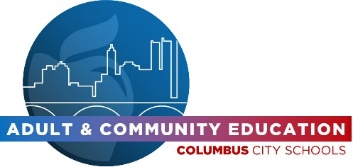 ADULT & COMMUNITY EDUCATION
COLUMBUS CITY SCHOOLS